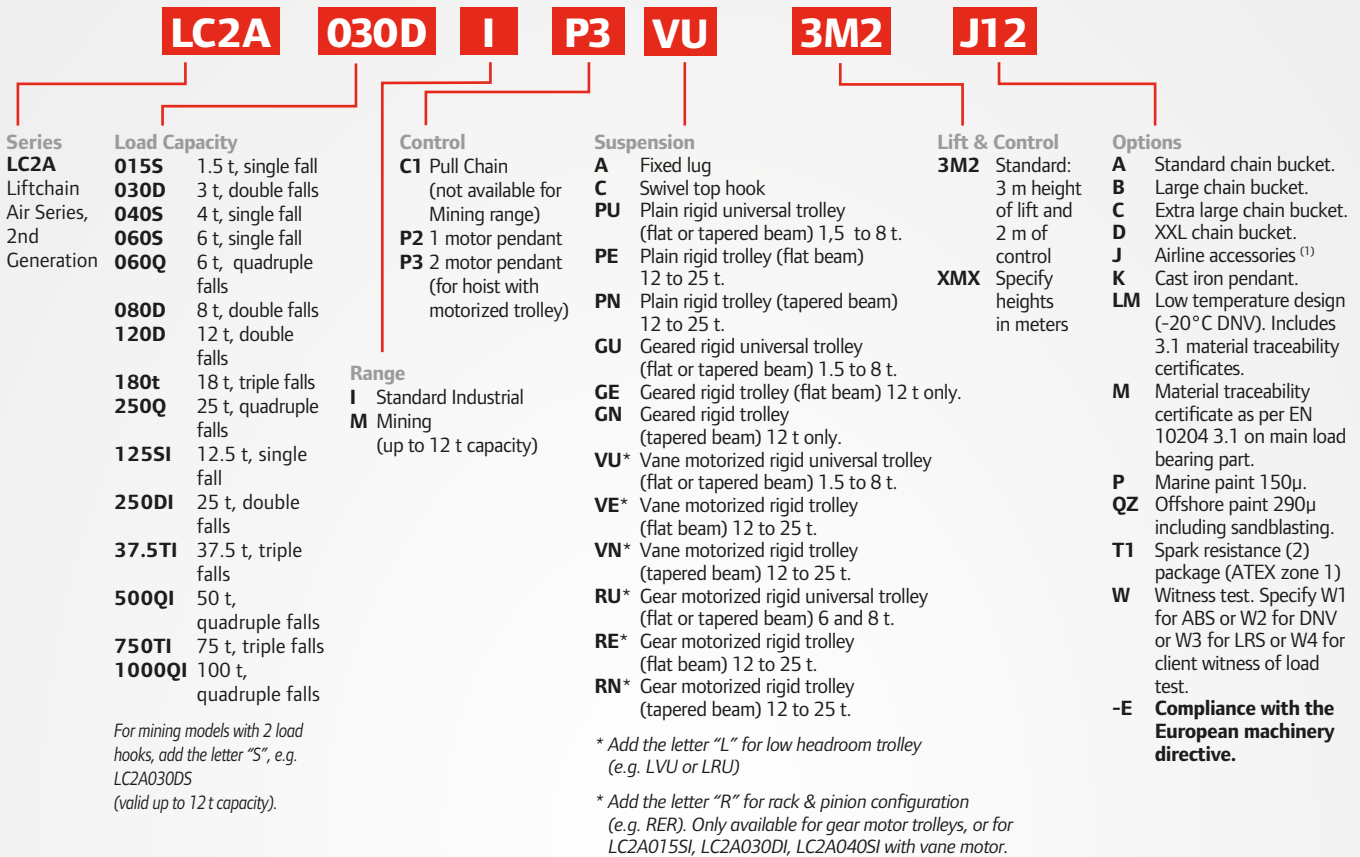 LC2A 030D I P3 VU 3M2 J12
Series
LC2A
Liftchain
Air Series,
2nd
Generation
Load Capacity
015S 1.5 t, single fall
030D 3 t, double falls
040S 4 t, single fall
060S 6 t, single fall
060Q 6 t, quadruple
falls
080D 8 t, double falls
120D 12 t, double
falls
180t 18 t, triple falls
250Q 25 t, quadruple
falls
125SI 12.5 t, single
fall
250DI 25 t, double
falls
37.5TI 37.5 t, triple
falls
500QI 50 t,
quadruple falls
750TI 75 t, triple falls
1000QI 100 t,
quadruple falls
For mining models with 2 load
hooks, add the letter “S”, e.g.
LC2A030DS
(valid up to 12 t capacity).
Range
I Standard Industrial
M Mining
(up to 12 t capacity)
Control
C1 Pull Chain
(not available for
Mining range)
P2 1 motor pendant
P3 2 motor pendant
(for hoist with
motorized trolley)
Suspension
A Fixed lug
C Swivel top hook
PU Plain rigid universal trolley
(flat or tapered beam) 1,5 to 8 t.
PE Plain rigid trolley (flat beam)
12 to 25 t.
PN Plain rigid trolley (tapered beam)
12 to 25 t.
GU Geared rigid universal trolley
(flat or tapered beam) 1.5 to 8 t.
GE Geared rigid trolley (flat beam) 12 t only.
GN Geared rigid trolley
(tapered beam) 12 t only.
VU* Vane motorized rigid universal trolley
(flat or tapered beam) 1.5 to 8 t.
VE* Vane motorized rigid trolley
(flat beam) 12 to 25 t.
VN* Vane motorized rigid trolley
(tapered beam) 12 to 25 t.
RU* Gear motorized rigid universal trolley
(flat or tapered beam) 6 and 8 t.
RE* Gear motorized rigid trolley
(flat beam) 12 to 25 t.
RN* Gear motorized rigid trolley
(tapered beam) 12 to 25 t.
* Add the letter “L” for low headroom trolley
(e.g. LVU or LRU)
* Add the letter “R” for rack & pinion configuration
(e.g. RER). Only available for gear motor trolleys, or for
LC2A015SI, LC2A030DI, LC2A040SI with vane motor.
Lift & Control
3M2 Standard:
3 m height
of lift and
2 m of
control
XMX Specify
heights
in meters
Options
A Standard chain bucket.
B Large chain bucket.
C Extra large chain bucket.
D XXL chain bucket.
J Airline accessories (1)
K Cast iron pendant.
LM Low temperature design
(-20°C DNV). Includes
3.1 material traceability
certificates.
M Material traceability
certificate as per EN
10204 3.1 on main load
bearing part.
P Marine paint 150µ.
QZ Offshore paint 290µ
including sandblasting.
T1 Spark resistance (2)
package (ATEX zone 1)
W Witness test. Specify W1
for ABS or W2 for DNV
or W3 for LRS or W4 for
client witness of load
test.
-E Compliance with the
European machinery
directive.